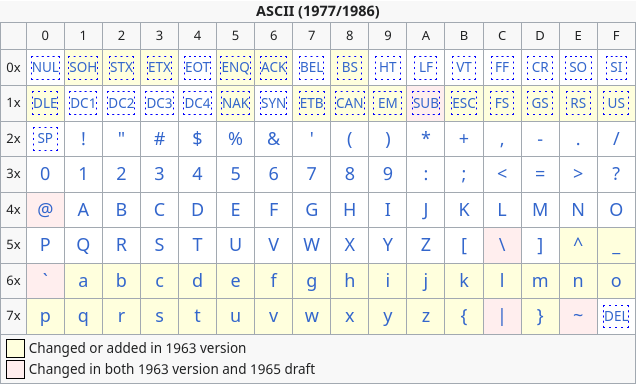 ASCII (1977/1986)
0 1 2 3 4 5 6 7 8 9 A B C D E F
0x NUL SOH STX ETX EOT ENQ ACK BEL BS HT LF VT FF CR SO SI
1x DLE DC1 DC2 DC3 DC4 NAK SYN ETB CAN EM SUB ESC FS GS RS US
2x SP ! " # $ % & ' ( ) * + , - . /
3x 0 1 2 3 4 5 6 7 8 9 : ; < = > ?
4x @ A B C D E F G H I J K L M N O
5x P Q R S T U V W X Y Z [ \ ] ^ _
6x ` a b c d e f g h i j k l m n o
7x p q r s t u v w x y z { | } ~ DEL
Changed or added in 1963 version
Changed in both 1963 version and 1965 draft